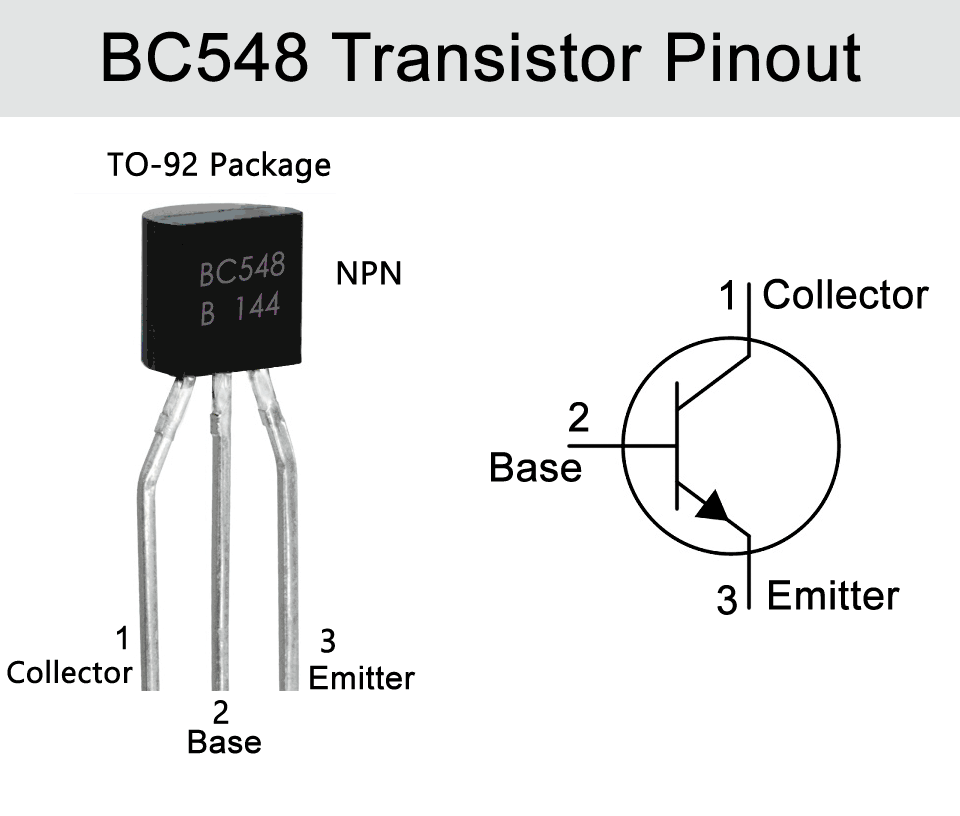 BC548 Transistor Pinout
TO-92 Package
BC548
B 144
NPN
1
Collector
2
Base
3
Emitter
1 Collector
2
Base
3 Emitter